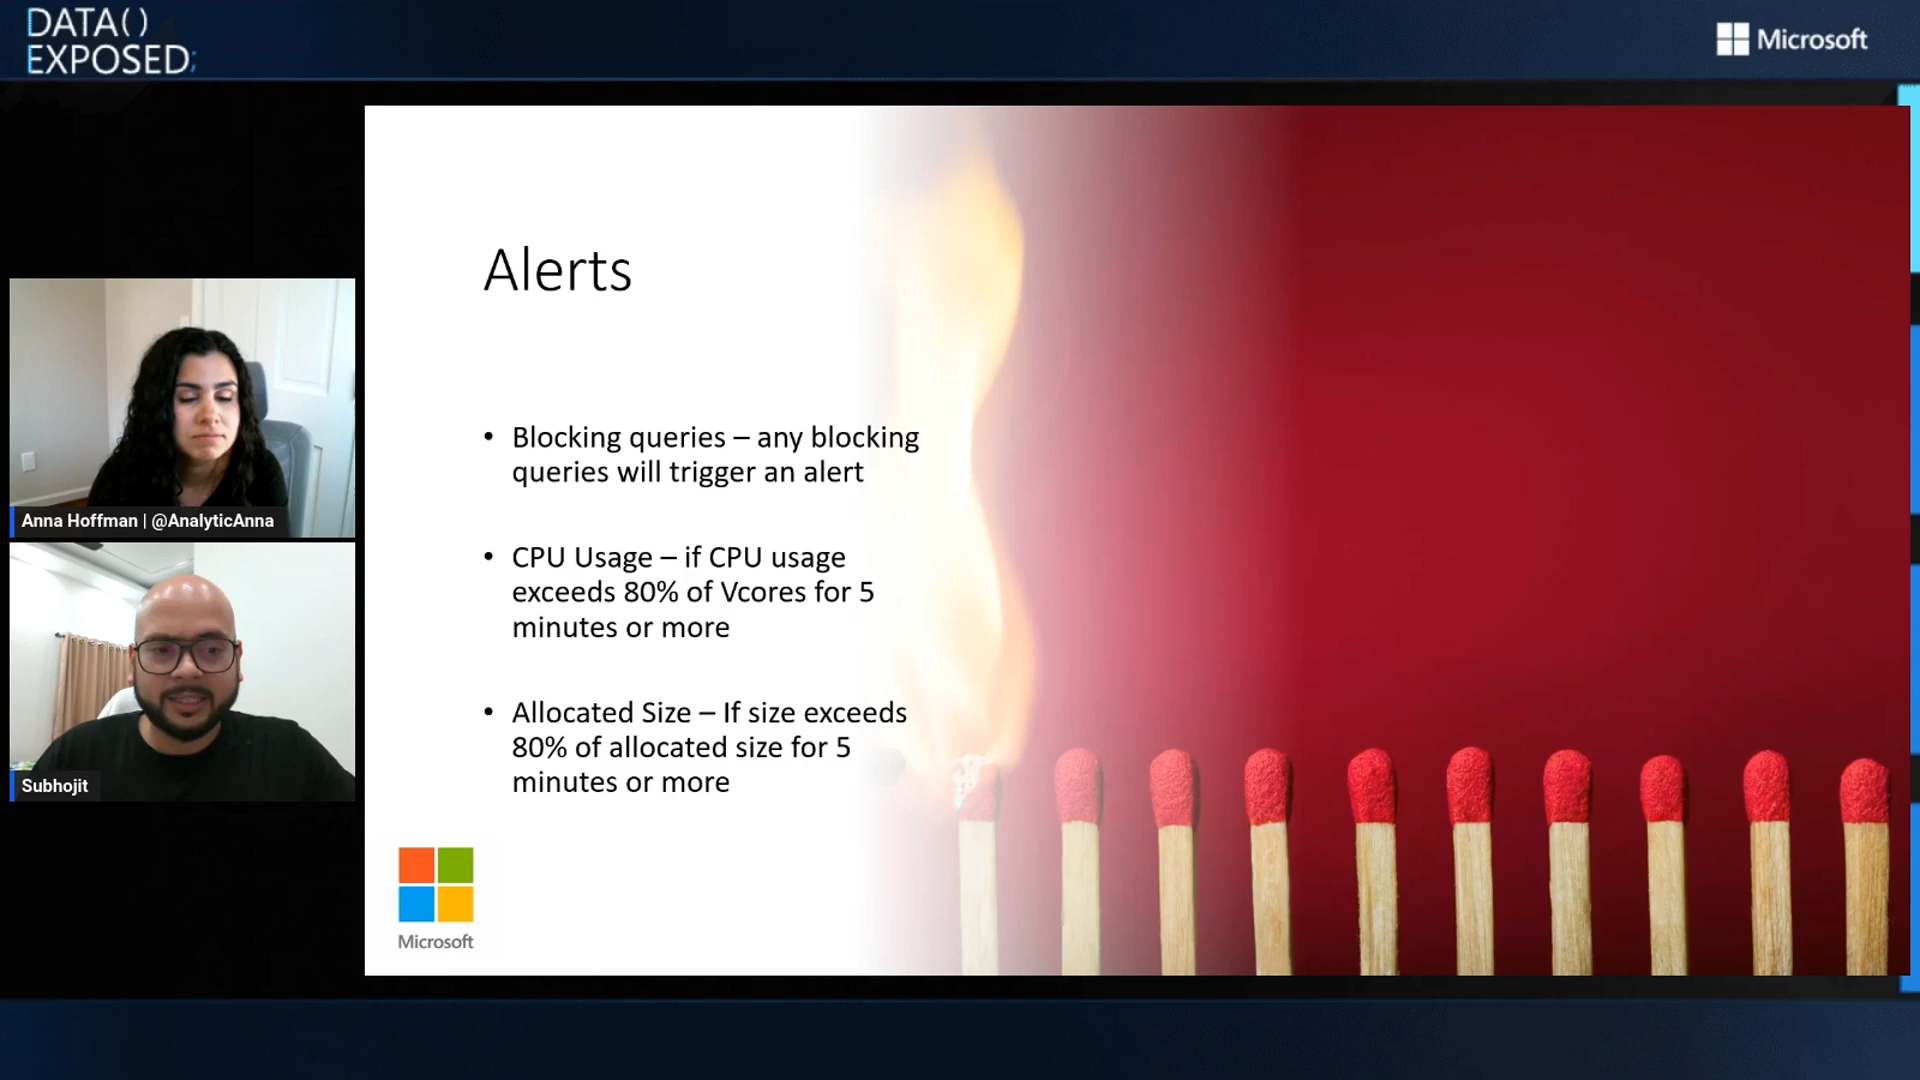 DATA()
EXPOSED;
Microsoft
Alerts
• Blocking queries – any blocking
queries will trigger an alert
• CPU Usage – if CPU usage
exceeds 80% of Vcores for 5
minutes or more
• Allocated Size – If size exceeds
80% of allocated size for 5
minutes or more
Microsoft
Anna Hoffman | @AnalyticAnna
Subhojit